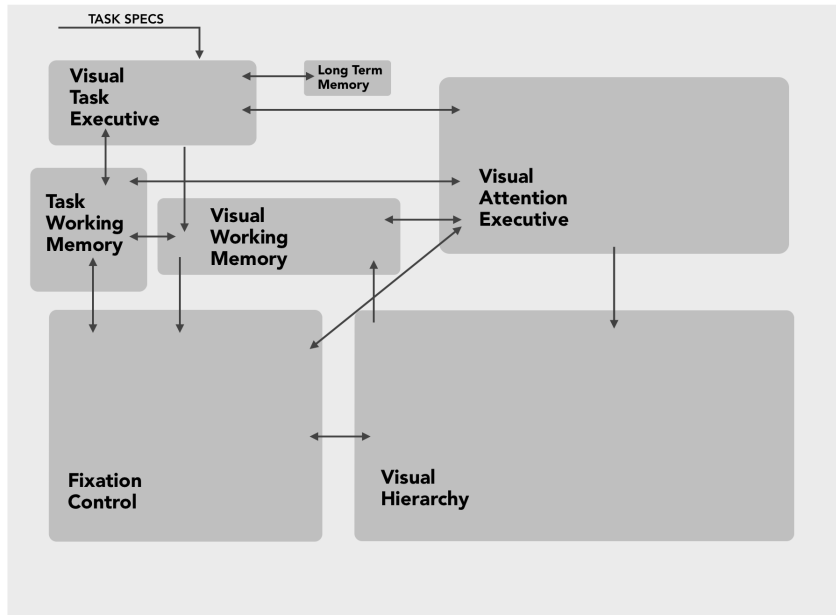 TASK SPECS
Visual
Task
Executive
Long Term
Memory
Visual
Attention
Executive
Task
Working
Memory
Visual
Working
Memory
Fixation
Control
Visual
Hierarchy